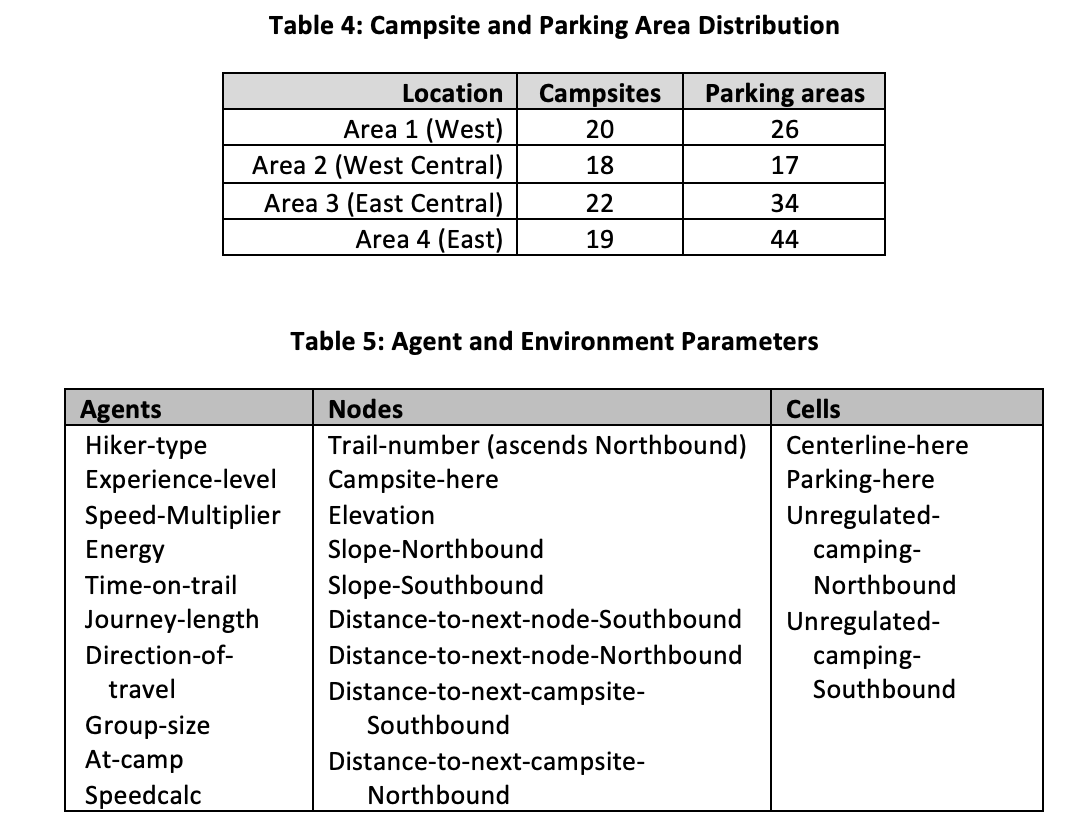 Table 4: Campsite and Parking Area Distribution
Location Campsites Parking areas
Area 1 (West) 20 26
Area 2 (West Central) 18 17
Area 3 (East Central) 22 34
Area 4 (East) 19 44
Table 5: Agent and Environment Parameters
Agents Nodes Cells
Hiker-type Trail-number (ascends Northbound) Centerline-here
Experience-level Campsite-here Parking-here
Speed-Multiplier Elevation Unregulated-
Energy Slope-Northbound camping-
Time-on-trail Slope-Southbound Northbound
Journey-length Distance-to-next-node-Southbound Unregulated-
Direction-of- Distance-to-next-node-Northbound camping-
travel Distance-to-next-campsite- Southbound
Group-size Southbound
At-camp Distance-to-next-campsite-
Speedcalc Northbound